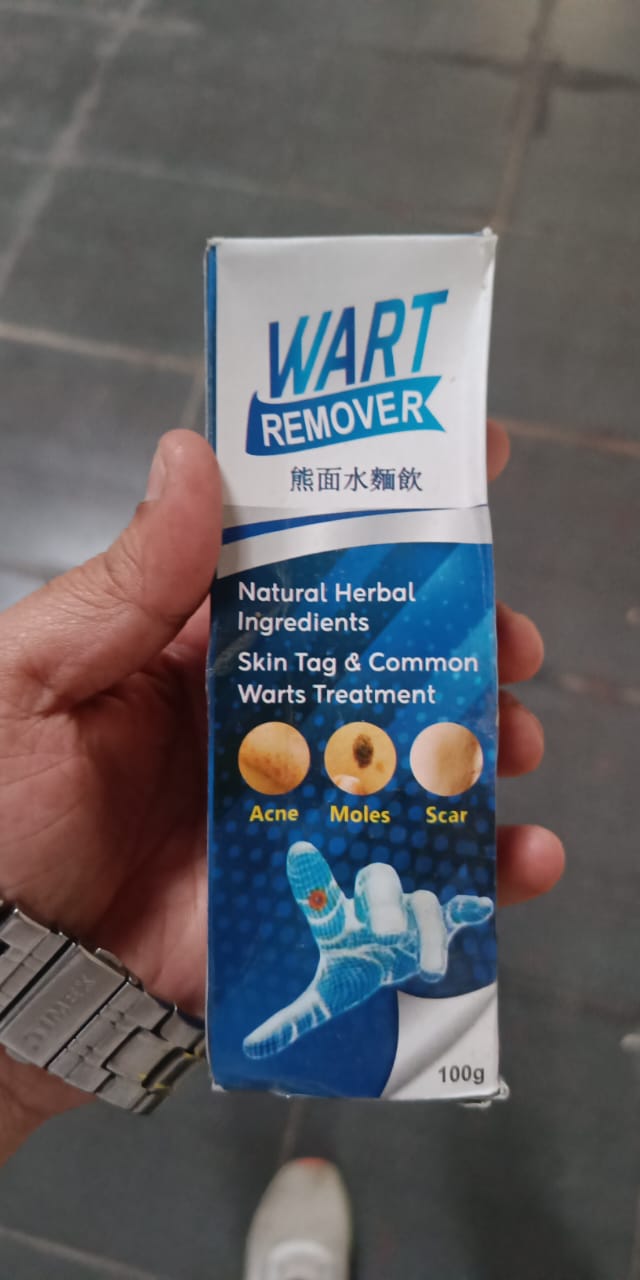 WART
REMOVER
熊面水麵飲
Natural Herbal
Ingredients
Skin Tag & Common
Warts Treatment
Acne Moles Scar
100g
TIMEX